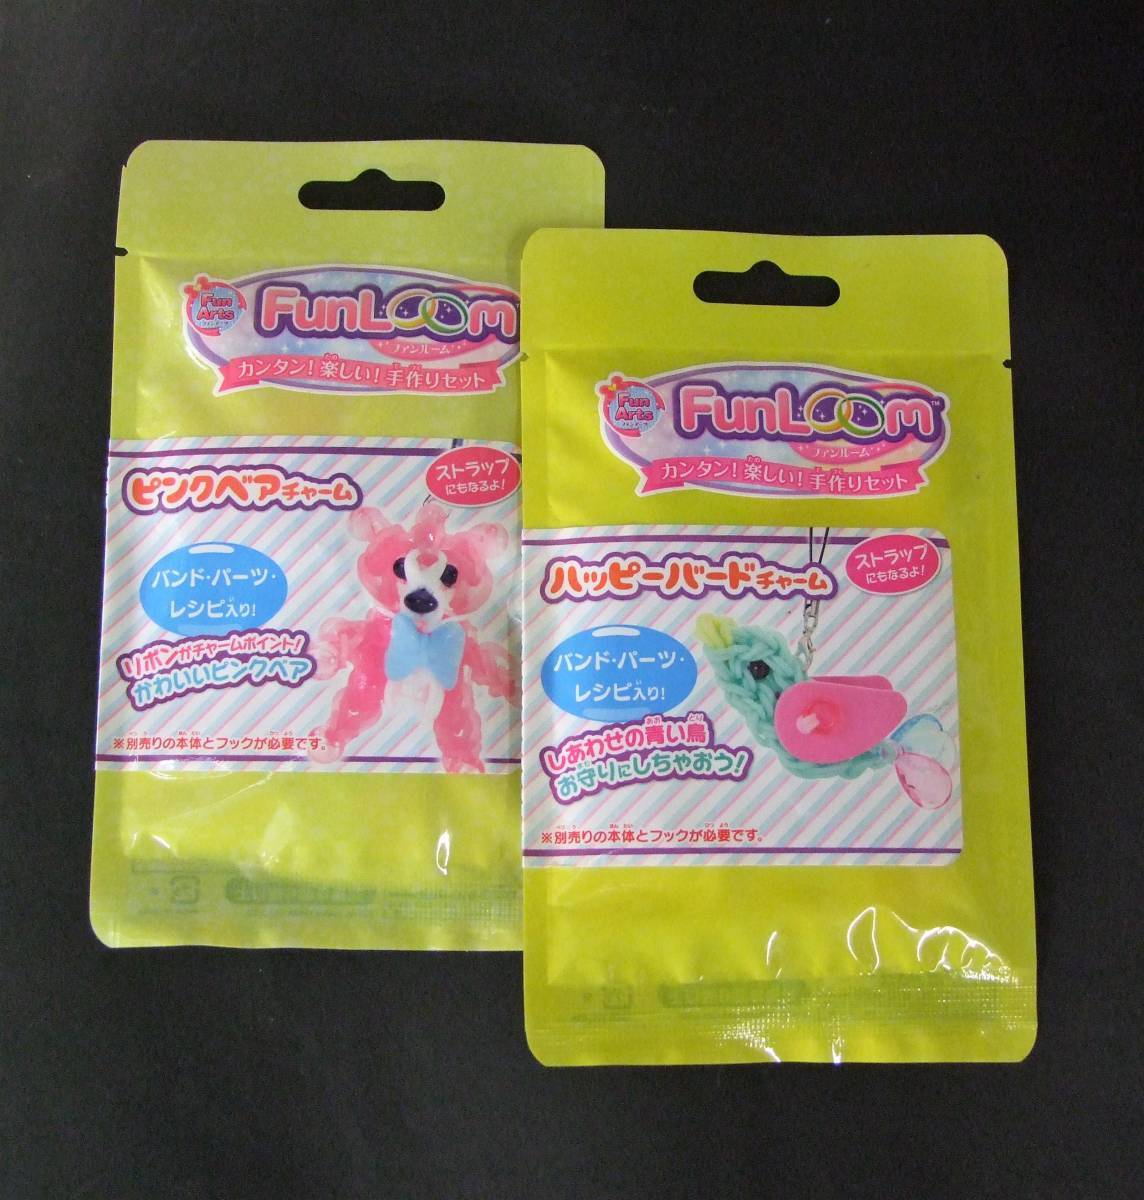 Fun
Arts
FunLoom
ファンルーム
カンタン!楽しい!手作りセット
ピンクベアチャーム
ストラップ
にもなるよ!
バンド・パーツ・
レシピ入り!
リボンがチャームポイント!
かわいいピンクベア
※別売りの本体とフックが必要です。
Fun
Arts
FunLoom™
ファンルーム
カンタン!楽しい!手作りセット
ハッピーバードチャーム
ストラップ
にもなるよ!
バンド・パーツ・
レシピ入り!
しあわせの青い鳥
お守りにしちゃおう!
※別売りの本体とフックが必要です。